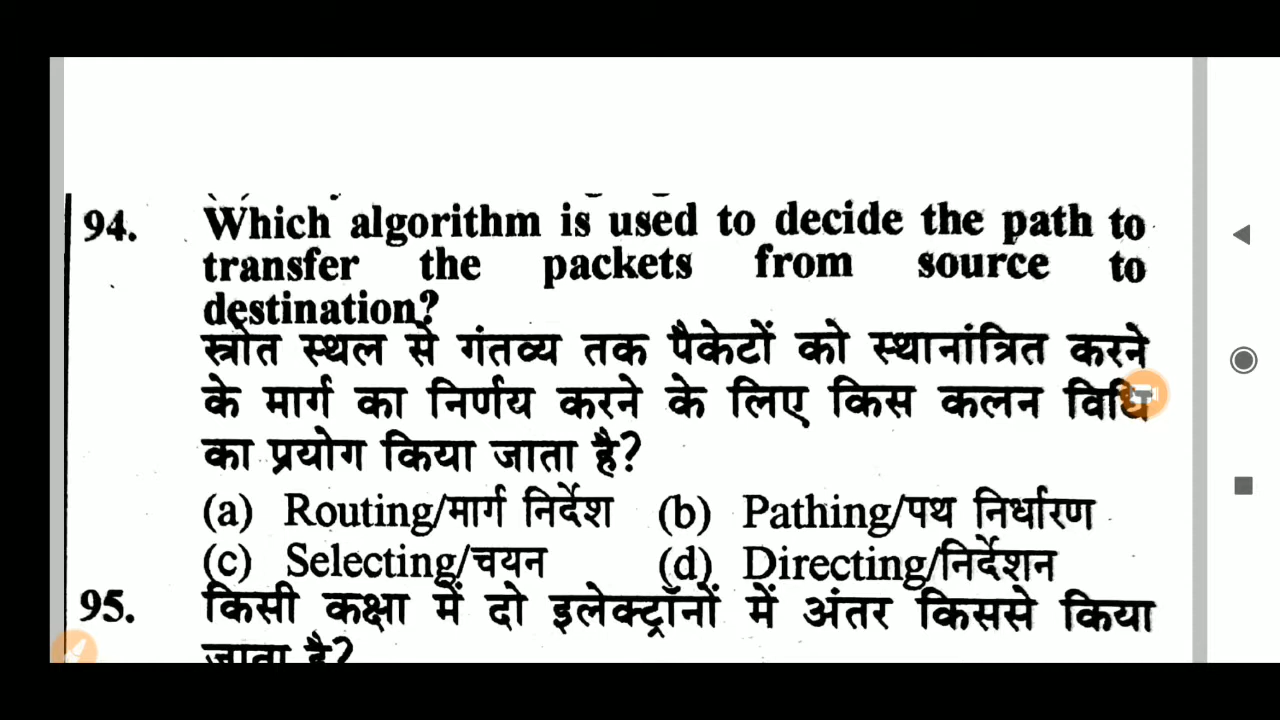 94. Which algorithm is used to decide the path to
transfer the packets from source to
destination?
स्त्रोत स्थल से गंतव्य तक पैकेटों को स्थानांत्रित करने
के मार्ग का निर्णय करने के लिए किस कलन विधि
का प्रयोग किया जाता है?
(a) Routing/मार्ग निर्देश (b) Pathing/पथ निर्धारण
(c) Selecting/चयन (d) Directing/निर्देशन
95. किसी कक्षा में दो इलेक्ट्रॉनों में अंतर किससे किया
जाता है?